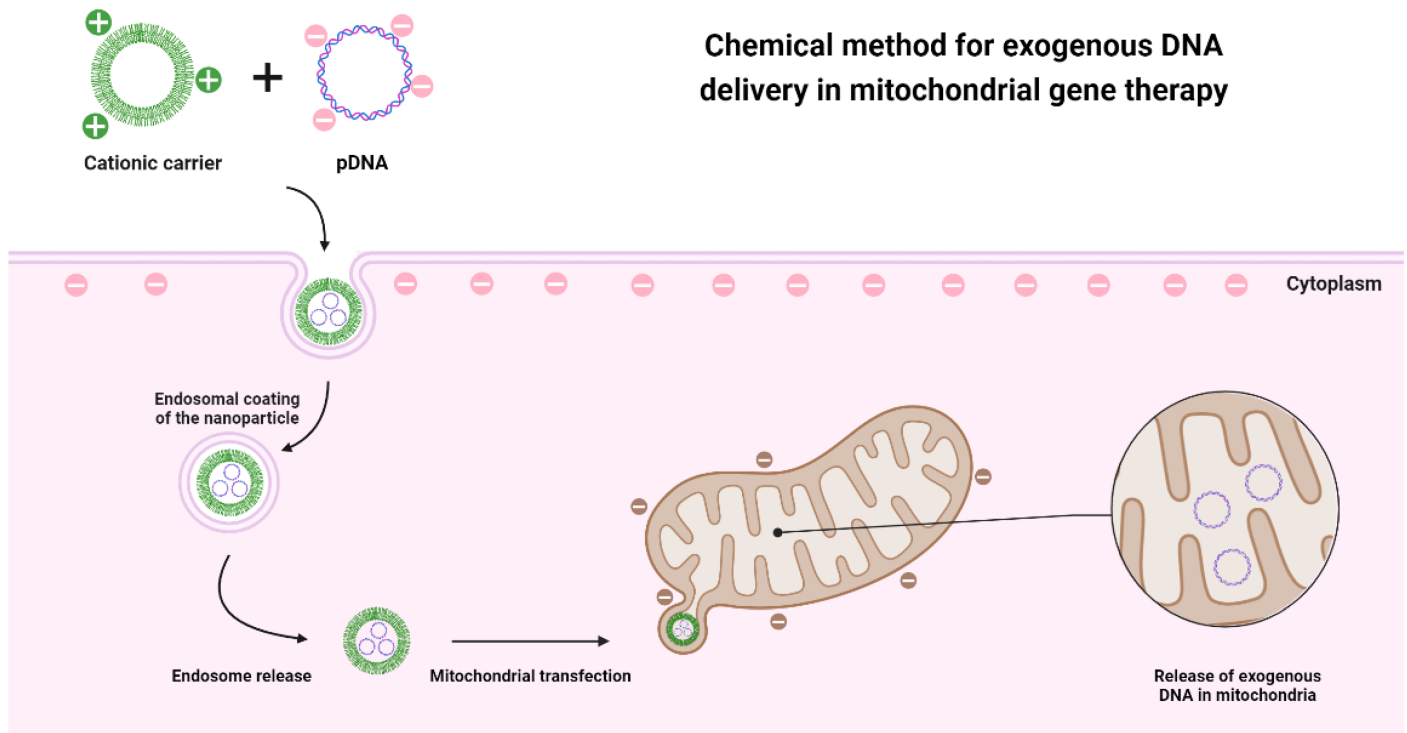 Chemical method for exogenous DNA
delivery in mitochondrial gene therapy
Cationic carrier
pDNA
Cytoplasm
Endosomal coating
of the nanoparticle
Endosome release
Mitochondrial transfection
Release of exogenous
DNA in mitochondria